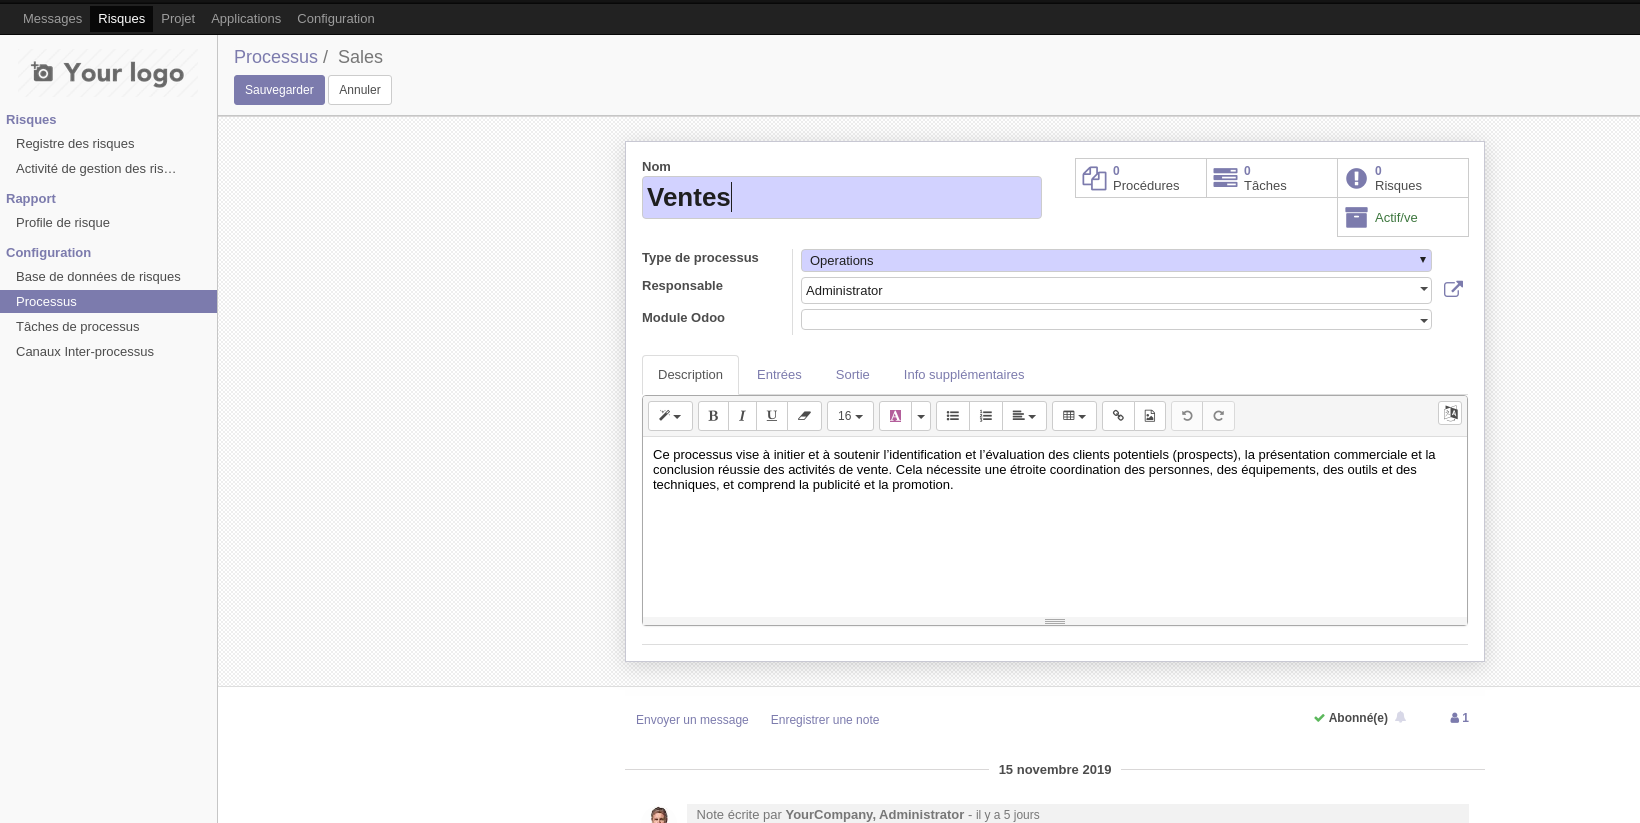 Messages Risques Projet Applications Configuration
Your logo
Risques
Registre des risques
Activité de gestion des ris…
Rapport
Profile de risque
Configuration
Base de données de risques
Processus
Tâches de processus
Canaux Inter-processus
Processus / Sales
Sauvegarder Annuler
Nom
Ventes
0
Procédures
0
Tâches
0
Risques
Actif/ve
Type de processus Operations
Responsable Administrator
Module Odoo
Description Entrées Sortie Info supplémentaires
B I U 16 A
Ce processus vise à initier et à soutenir l’identification et l’évaluation des clients potentiels (prospects), la présentation commerciale et la
conclusion réussie des activités de vente. Cela nécessite une étroite coordination des personnes, des équipements, des outils et des
techniques, et comprend la publicité et la promotion.
Envoyer un message Enregistrer une note Abonné(e) 1
15 novembre 2019
Note écrite par YourCompany, Administrator - il y a 5 jours